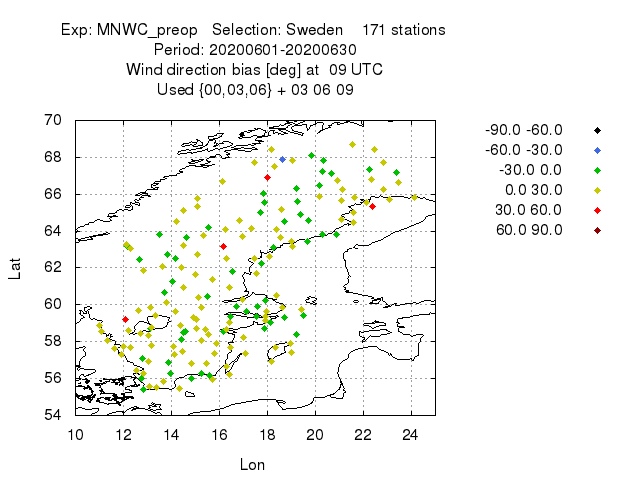 Exp: MNWC_preop Selection: Sweden 171 stations
Period: 20200601-20200630
Wind direction bias [deg] at 09 UTC
Used {00,03,06} + 03 06 09
70
68
66
64
62
60
58
56
54
Lat
10 12 14 16 18 20 22 24
Lon
-90.0 -60.0
-60.0 -30.0
-30.0 0.0
0.0 30.0
30.0 60.0
60.0 90.0